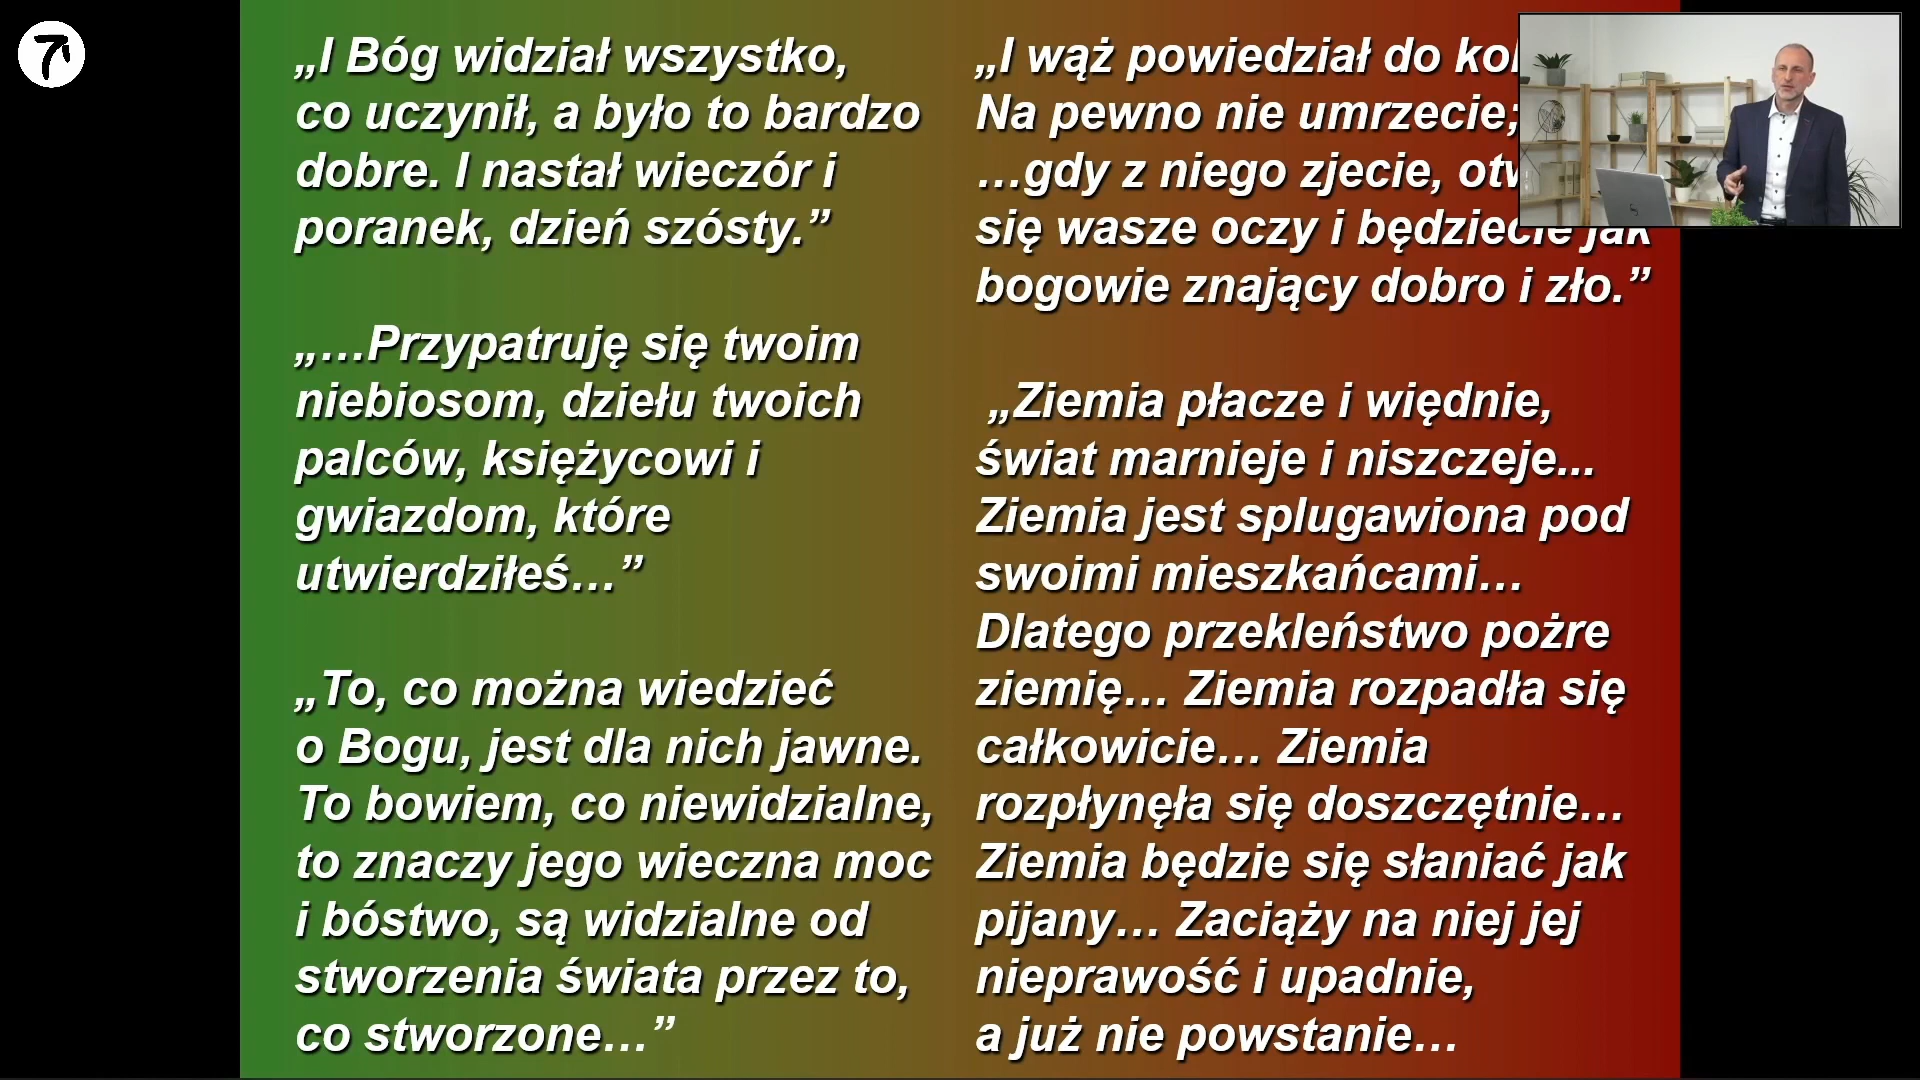 „I Bóg widział wszystko,
co uczynił, a było to bardzo
dobre. I nastał wieczór i
poranek, dzień szósty.”
„…Przypatruję się twoim
niebiosom, dziełu twoich
palców, księżycowi i
gwiazdom, które
utwierdziłeś…”
„To, co można wiedzieć
o Bogu, jest dla nich jawne.
To bowiem, co niewidzialne,
to znaczy jego wieczna moc
i bóstwo, są widzialne od
stworzenia świata przez to,
co stworzone…”
„I wąż powiedział do
Na pewno nie umrzecie;
…gdy z niego zjecie,
się wasze oczy i będziecie jak
bogowie znający dobro i zło.”
„Ziemia płacze i więdnie,
świat marnieje i niszczeje...
Ziemia jest splugawiona pod
swoimi mieszkańcami…
Dlatego przekleństwo pożre
ziemię… Ziemia rozpadła się
całkowicie… Ziemia
rozpłynęła się doszczętnie…
Ziemia będzie się słaniać jak
pijany… Zaciąży na niej jej
nieprawość i upadnie,
a już nie powstanie…